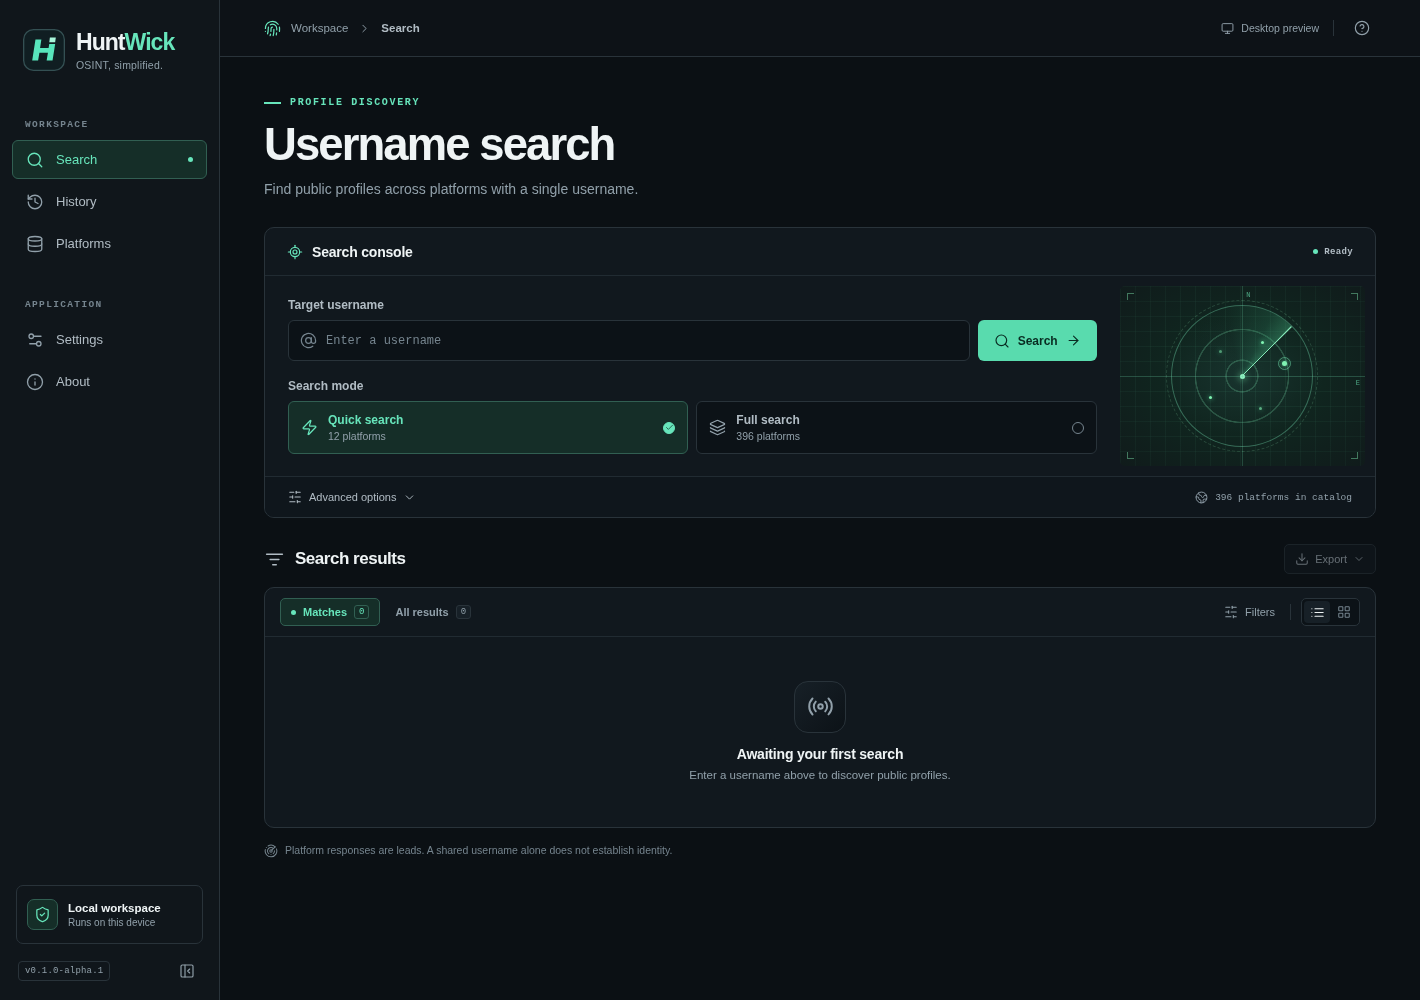 HuntWick
OSINT, simplified.
WORKSPACE
Search
History
Platforms
APPLICATION
Settings
About
Local workspace
Runs on this device
v0.1.0-alpha.1
Workspace
Search
Desktop preview
PROFILE DISCOVERY
Username search
Find public profiles across platforms with a single username.
Search console
Ready
Target username
Enter a username
Search
Search mode
Quick search
12 platforms
Full search
396 platforms
N
E
Advanced options
396 platforms in catalog
Search results
Export
Matches 0
All results 0
Filters
Awaiting your first search
Enter a username above to discover public profiles.
Platform responses are leads. A shared username alone does not establish identity.